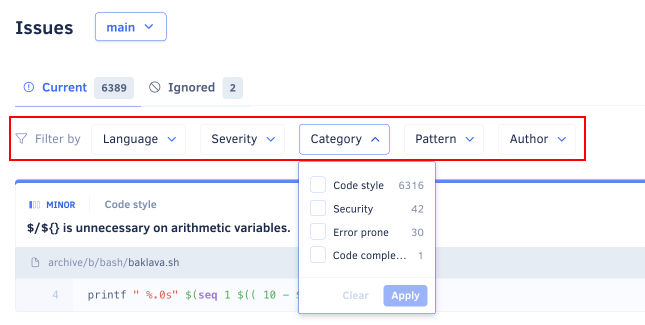 Issues main
Current 6389 Ignored 2
Filter by Language Severity Category Pattern Author
Code style 6316
Security 42
Error prone 30
Code comple... 1
Clear Apply
MINOR Code style
$/${} is unnecessary on arithmetic variables.
archive/b/bash/baklava.sh
4 printf " %.0s" $(seq 1 $(( 10 -